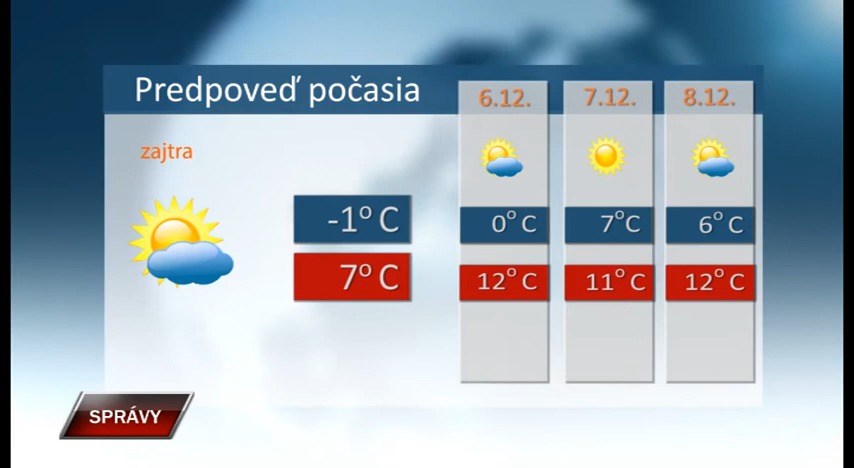 Predpoveď počasia
zajtra
-1° C
7° C
6.12.
0° C
12° C
7.12.
7°C
11° C
8.12.
6° C
12° C
SPRÁVY